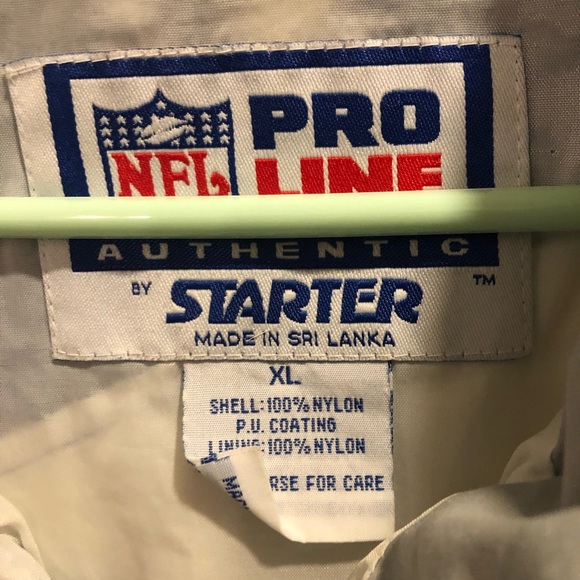 NFL
PRO
LINE
AUTHENTIC
BY STARTER ™
MADE IN SRI LANKA
XL
SHELL:100% NYLON
P.U. COATING
LINING:100% NYLON
FOR CARE